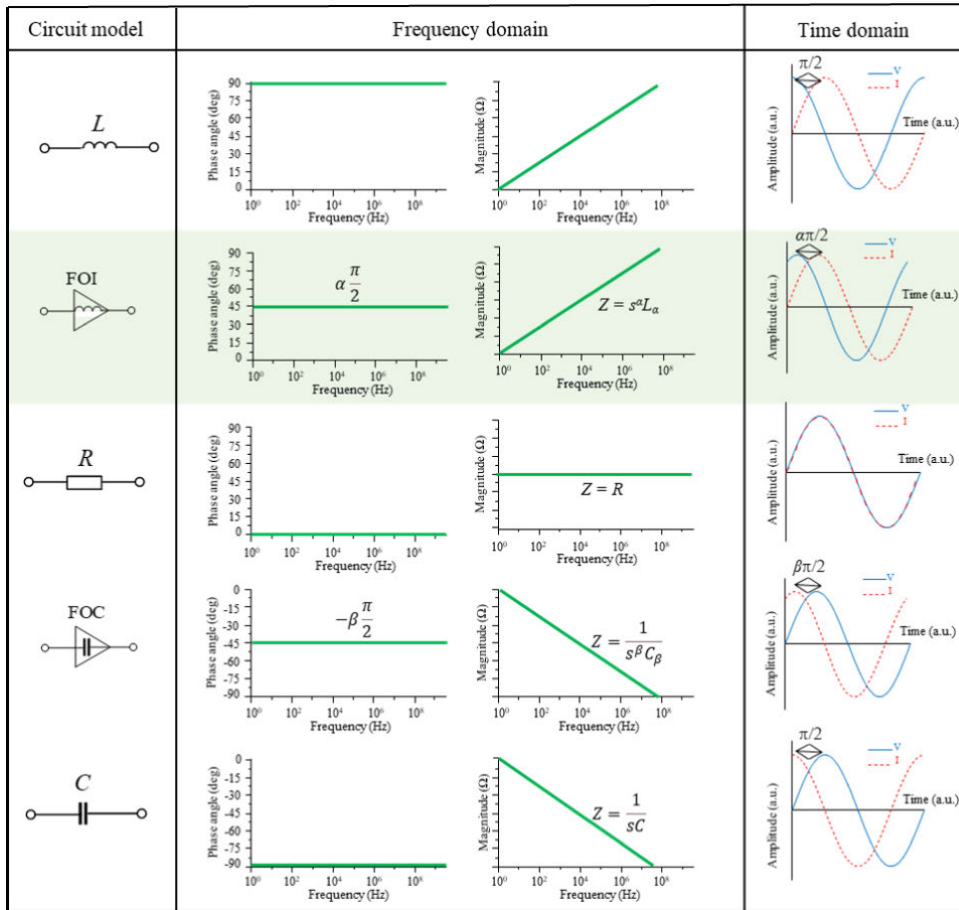 Circuit model Frequency domain Time domain
L
Phase angle (deg)
90
75
60
45
30
15
0
10⁰ 10² 10⁴ 10⁶ 10⁸
Frequency (Hz)
Magnitude (Ω)
10⁰ 10² 10⁴ 10⁶ 10⁸
Frequency (Hz)
π/2
V
I
Time (a.u.)
Amplitude (a.u.)
FOI
Phase angle (deg)
90
75
60
45
30
15
0
α π/2
10⁰ 10² 10⁴ 10⁶ 10⁸
Frequency (Hz)
Magnitude (Ω)
Z = s^α L_α
10⁰ 10² 10⁴ 10⁶ 10⁸
Frequency (Hz)
απ/2
V
I
Time (a.u.)
Amplitude (a.u.)
R
Phase angle (deg)
90
75
60
45
30
15
0
10⁰ 10² 10⁴ 10⁶ 10⁸
Frequency (Hz)
Magnitude (Ω)
Z = R
10⁰ 10² 10⁴ 10⁶ 10⁸
Frequency (Hz)
V
I
Time (a.u.)
Amplitude (a.u.)
FOC
Phase angle (deg)
0
-15
-30
-45
-60
-75
-90
−β π/2
10⁰ 10² 10⁴ 10⁶ 10⁸
Frequency (Hz)
Magnitude (Ω)
Z = 1/(s^β C_β)
10⁰ 10² 10⁴ 10⁶ 10⁸
Frequency (Hz)
βπ/2
V
I
Time (a.u.)
Amplitude (a.u.)
C
Phase angle (deg)
0
-15
-30
-45
-60
-75
-90
10⁰ 10² 10⁴ 10⁶ 10⁸
Frequency (Hz)
Magnitude (Ω)
Z = 1/(sC)
10⁰ 10² 10⁴ 10⁶ 10⁸
Frequency (Hz)
π/2
V
I
Time (a.u.)
Amplitude (a.u.)